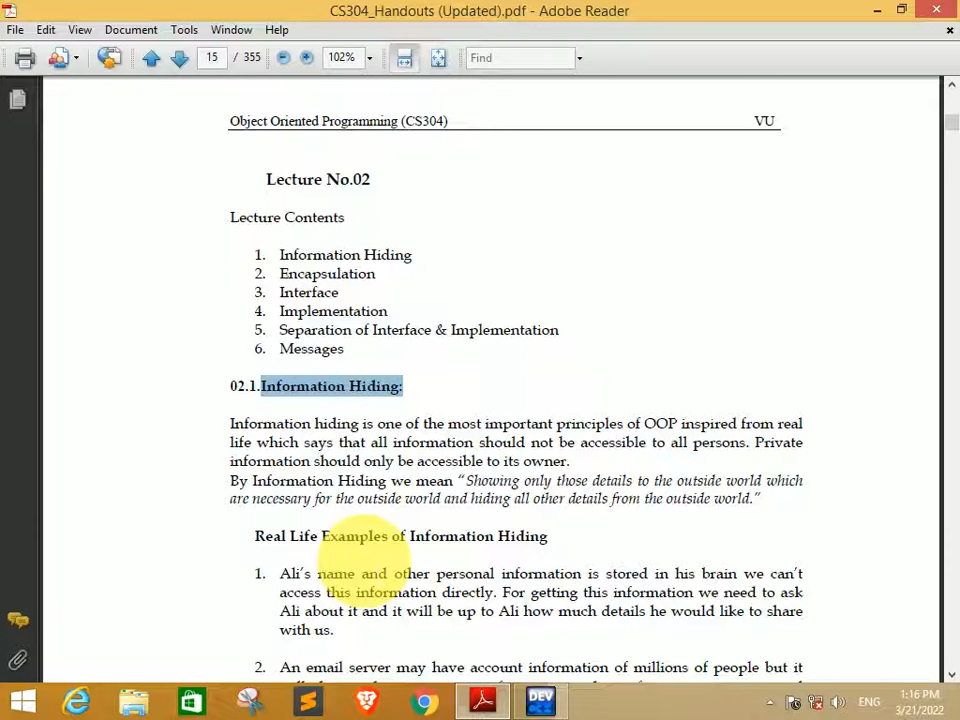 CS304_Handouts (Updated).pdf - Adobe Reader
File Edit View Document Tools Window Help
15 / 355 102% Find
Object Oriented Programming (CS304) VU
Lecture No.02
Lecture Contents
1. Information Hiding
2. Encapsulation
3. Interface
4. Implementation
5. Separation of Interface & Implementation
6. Messages
02.1.Information Hiding:
Information hiding is one of the most important principles of OOP inspired from real
life which says that all information should not be accessible to all persons. Private
information should only be accessible to its owner.
By Information Hiding we mean “Showing only those details to the outside world which
are necessary for the outside world and hiding all other details from the outside world.”
Real Life Examples of Information Hiding
1. Ali’s name and other personal information is stored in his brain we can’t
access this information directly. For getting this information we need to ask
Ali about it and it will be up to Ali how much details he would like to share
with us.
2. An email server may have account information of millions of people but it
DEV
ENG
1:16 PM
3/21/2022